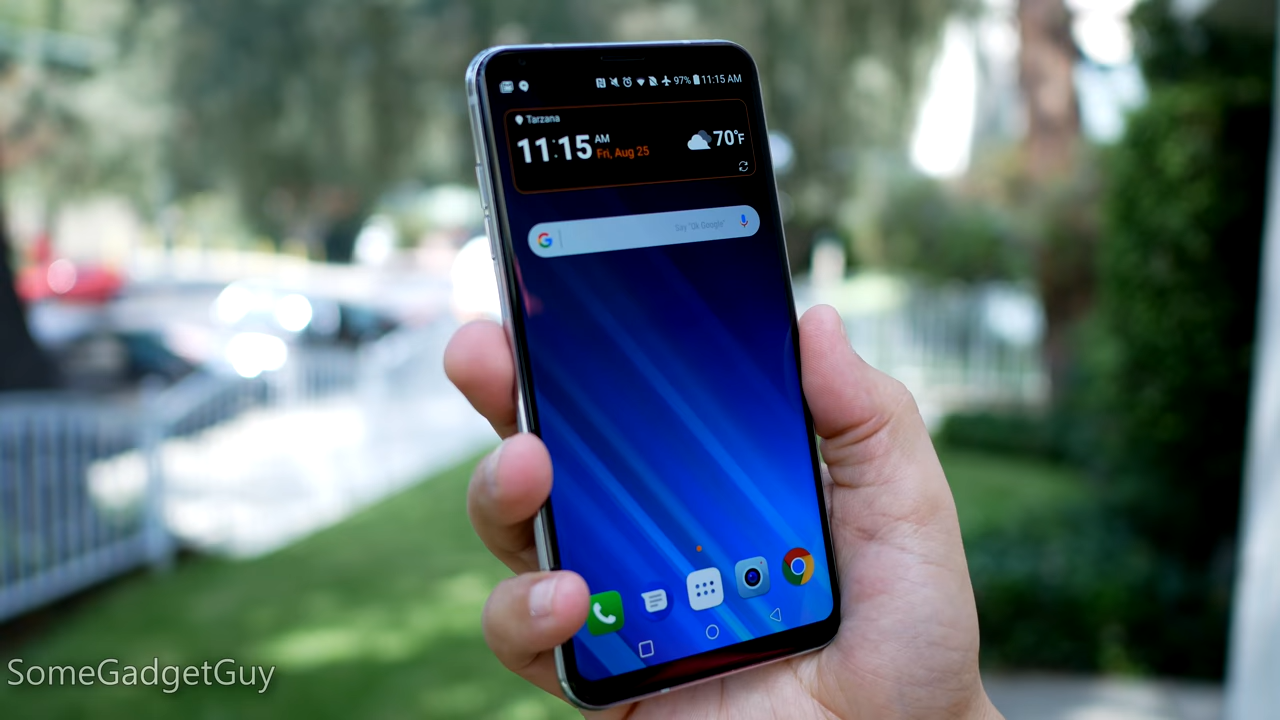 97% 11:15 AM
Tarzana
11:15 AM
Fri, Aug 25
70°F
G
Say "Ok Google"
SomeGadgetGuy